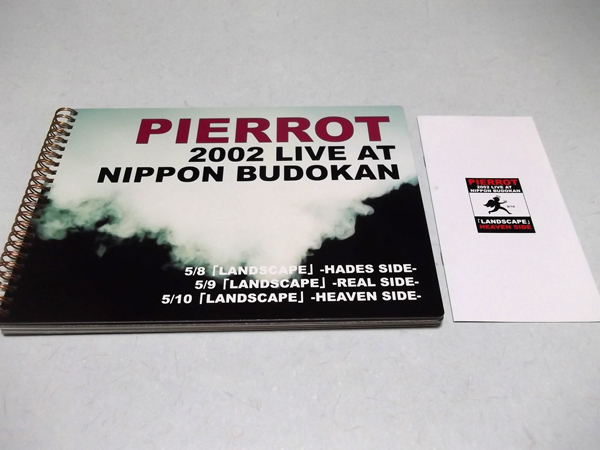 PIERROT
2002 LIVE AT
NIPPON BUDOKAN
5/8「LANDSCAPE」-HADES SIDE-
5/9「LANDSCAPE」-REAL SIDE-
5/10「LANDSCAPE」-HEAVEN SIDE-
PIERROT
2002 LIVE AT
NIPPON BUDOKAN
「LANDSCAPE」
HEAVEN SIDE